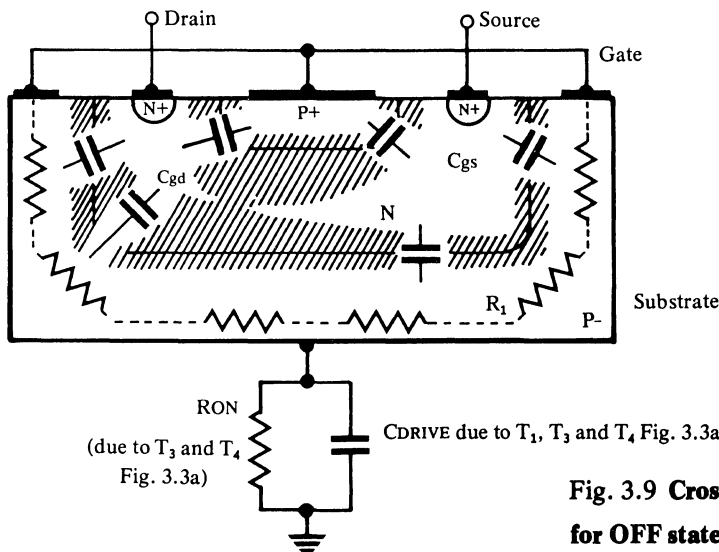 Drain
Source
Gate
N+
P+
N+
Cgd
Cgs
N
R₁
P-
Substrate
RON
(due to T₃ and T₄
Fig. 3.3a)
CDRIVE due to T₁, T₃ and T₄ Fig. 3.3a
Fig. 3.9 Cros
for OFF state